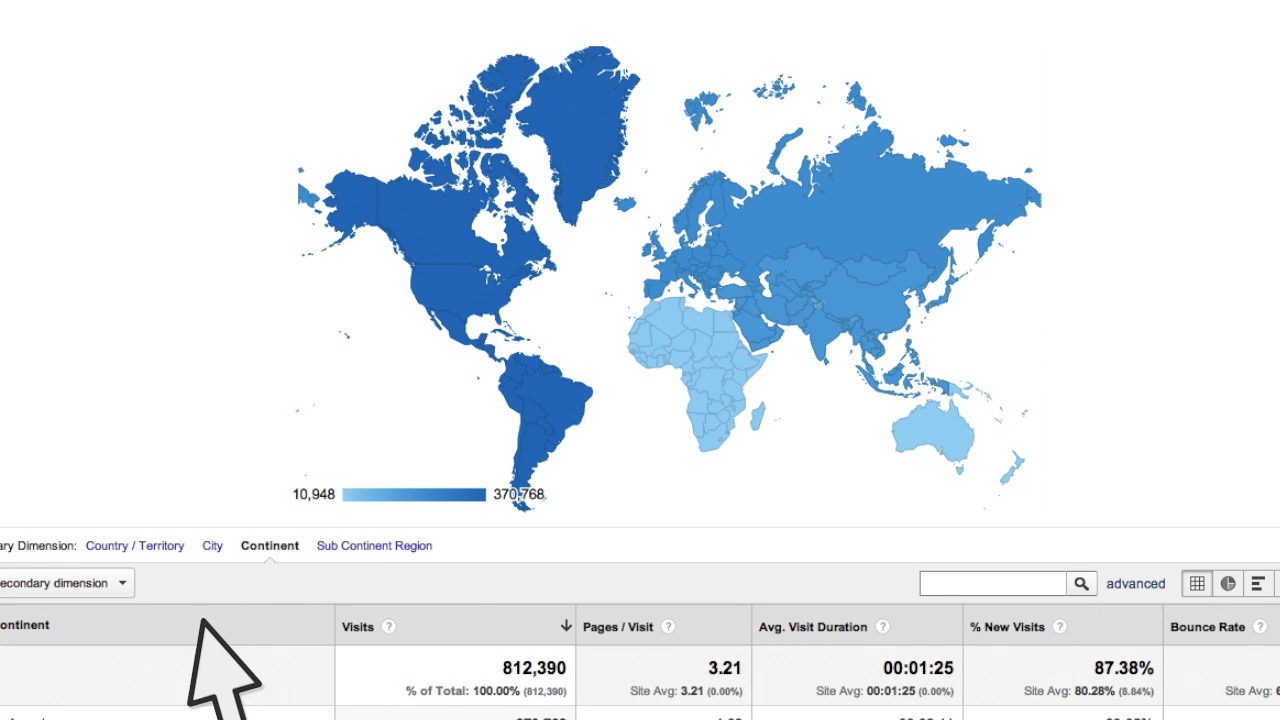 10,948 370,768
ary Dimension: Country / Territory City Continent Sub Continent Region
econdary dimension advanced
ontinent Visits ? Pages / Visit ? Avg. Visit Duration ? % New Visits ? Bounce Rate ?
812,390 3.21 00:01:25 87.38%
% of Total: 100.00% (812,390) Site Avg: 3.21 (0.00%) Site Avg: 00:01:25 (0.00%) Site Avg: 80.28% (8.84%) Site Avg: 6